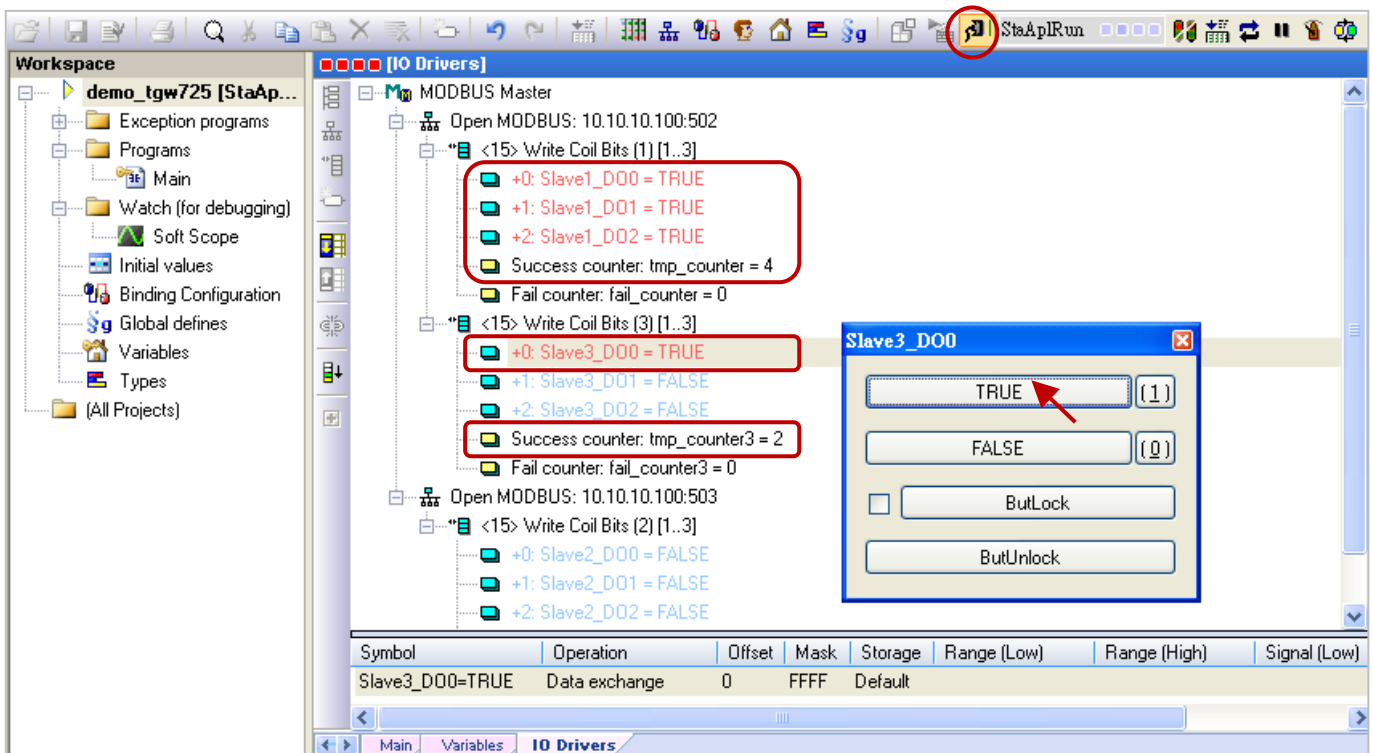 StaAplRun
Workspace
demo_tgw725 [StaAp...
Exception programs
Programs
Main
Watch (for debugging)
Soft Scope
Initial values
Binding Configuration
Global defines
Variables
Types
(All Projects)
[IO Drivers]
MODBUS Master
Open MODBUS: 10.10.10.100:502
<15> Write Coil Bits (1) [1..3]
+0: Slave1_DO0 = TRUE
+1: Slave1_DO1 = TRUE
+2: Slave1_DO2 = TRUE
Success counter: tmp_counter = 4
Fail counter: fail_counter = 0
<15> Write Coil Bits (3) [1..3]
+0: Slave3_DO0 = TRUE
+1: Slave3_DO1 = FALSE
+2: Slave3_DO2 = FALSE
Success counter: tmp_counter3 = 2
Fail counter: fail_counter3 = 0
Open MODBUS: 10.10.10.100:503
<15> Write Coil Bits (2) [1..3]
+0: Slave2_DO0 = FALSE
+1: Slave2_DO1 = FALSE
+2: Slave2_DO2 = FALSE
Slave3_DO0
TRUE (1)
FALSE (0)
ButLock
ButUnlock
Symbol Operation Offset Mask Storage Range (Low) Range (High) Signal (Low)
Slave3_DO0=TRUE Data exchange 0 FFFF Default
Main Variables IO Drivers